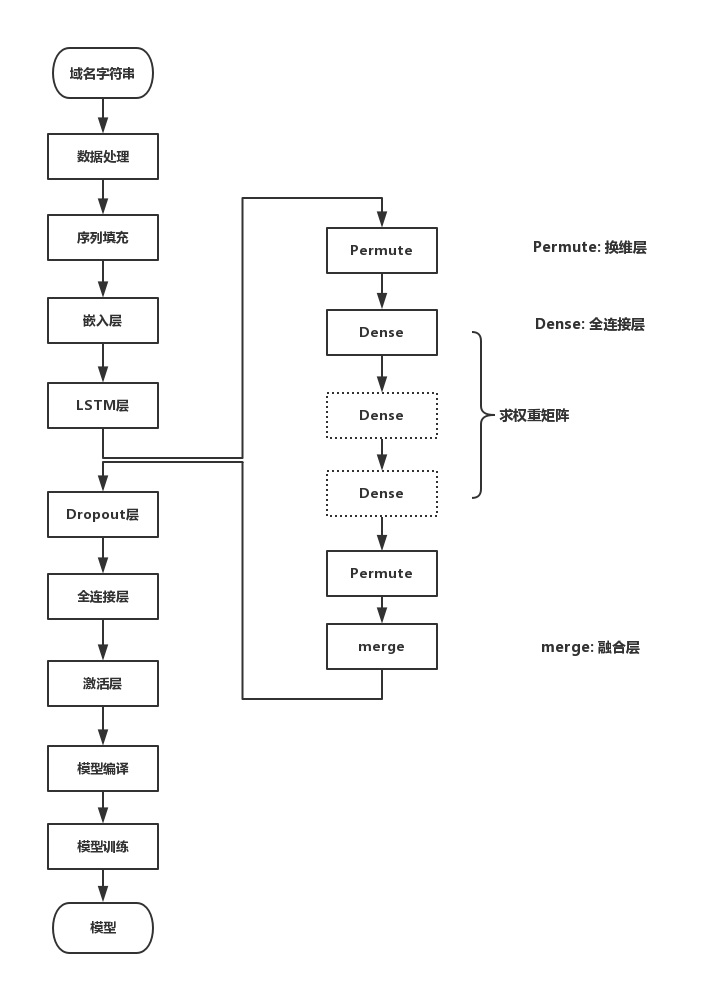 域名字符串
数据处理
序列填充
嵌入层
LSTM层
Dropout层
全连接层
激活层
模型编译
模型训练
模型
Permute
Dense
Dense
Dense
Permute
merge
Permute: 换维层
Dense: 全连接层
求权重矩阵
merge: 融合层